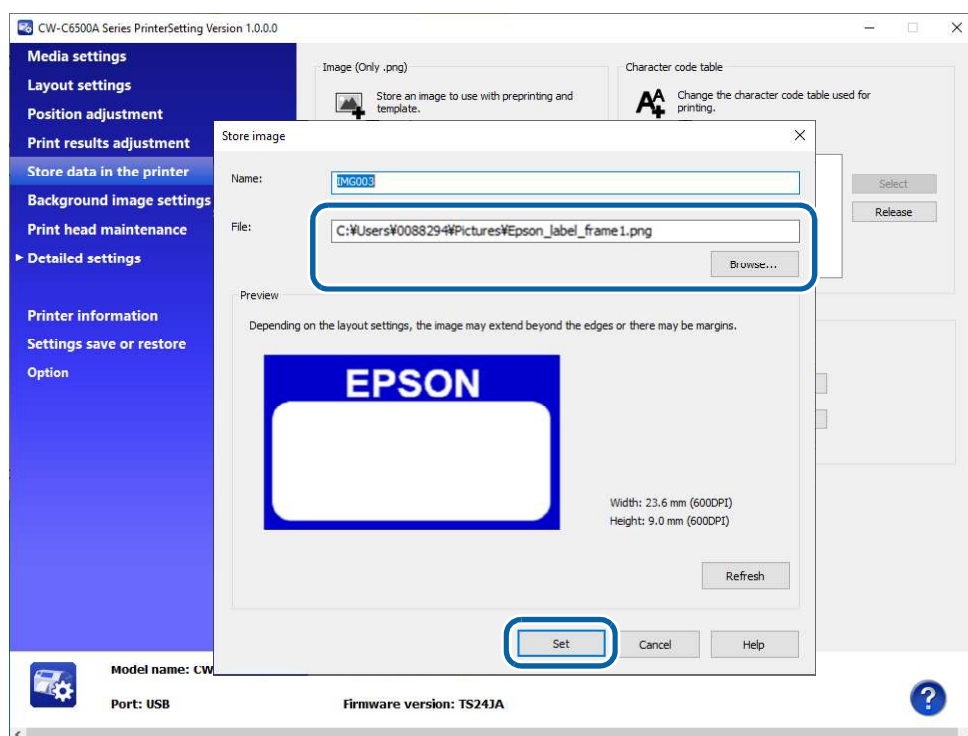 CW-C6500A Series PrinterSetting Version 1.0.0.0
Media settings
Layout settings
Position adjustment
Print results adjustment
Store data in the printer
Background image settings
Print head maintenance
Detailed settings
Printer information
Settings save or restore
Option
Image (Only .png)
Store an image to use with preprinting and
template.
Character code table
Change the character code table used for
printing.
Select
Release
Store image
Name:
IMG003
File:
C:¥Users¥0088294¥Pictures¥Epson_label_frame1.png
Browse...
Preview
Depending on the layout settings, the image may extend beyond the edges or there may be margins.
EPSON
Width: 23.6 mm (600DPI)
Height: 9.0 mm (600DPI)
Refresh
Set
Cancel
Help
Model name: CW
Port: USB
Firmware version: TS24JA
?